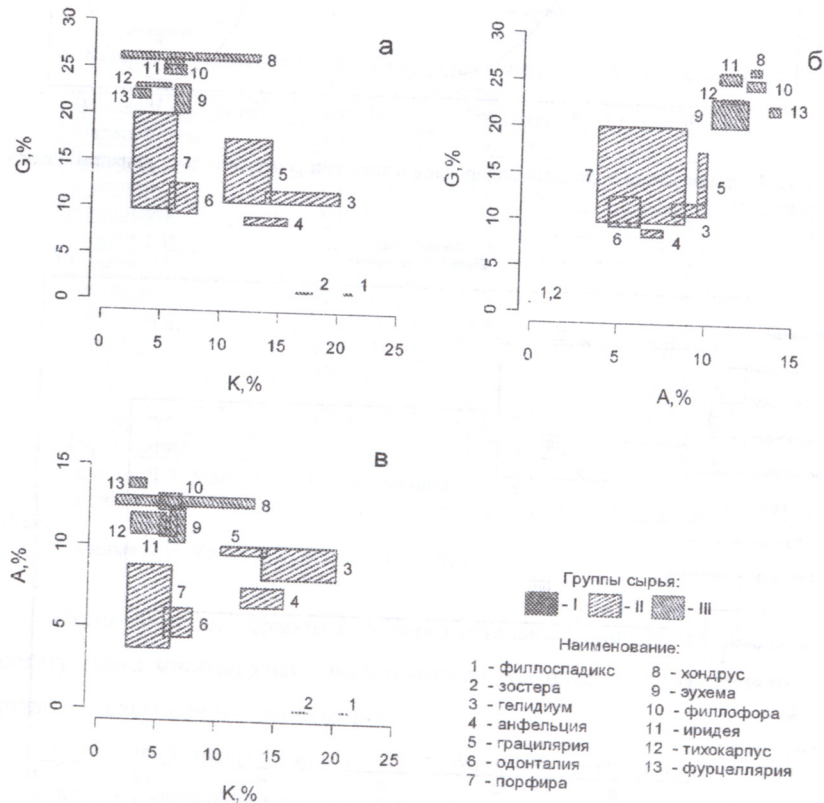 а
G,%
30
25
20
15
10
5
0
8
11
10
12
13
9
7
5
6
3
4
2
1
0
5
10
15
20
25
K,%
б
G,%
30
25
20
15
10
5
0
11
8
10
12
13
9
7
5
6
3
4
1,2
0
5
10
15
A,%
в
A,%
15
10
5
0
13
10
8
12
11
9
5
3
7
4
6
2
1
0
5
10
15
20
25
K,%
Группы сырья:
- I
- II
- III
Наименование:
1 - филлоспадикс
2 - зостера
3 - гелидиум
4 - анфельция
5 - грацилярия
6 - одонталия
7 - порфира
8 - хондрус
9 - эухема
10 - филлофора
11 - иридея
12 - тихокарпус
13 - фурцеллярия